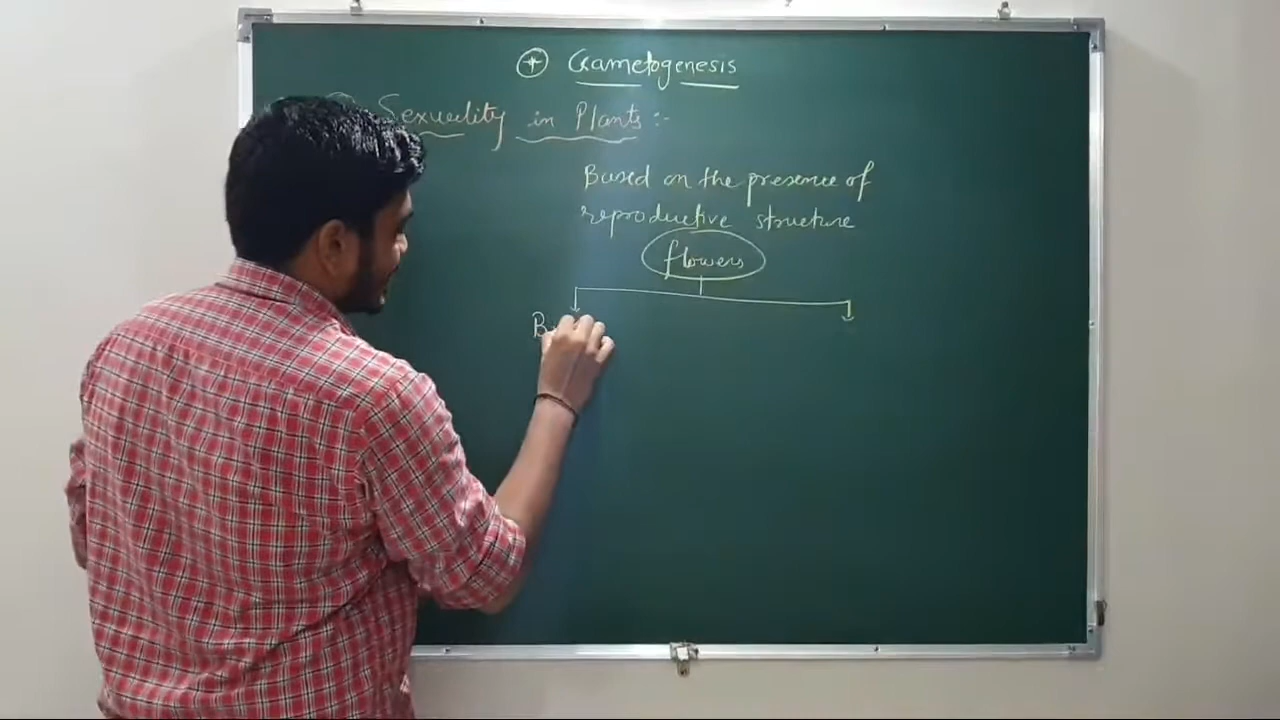 Gametogenesis
Sexuality in Plants :-
Based on the presence of
reproductive structure
flowers